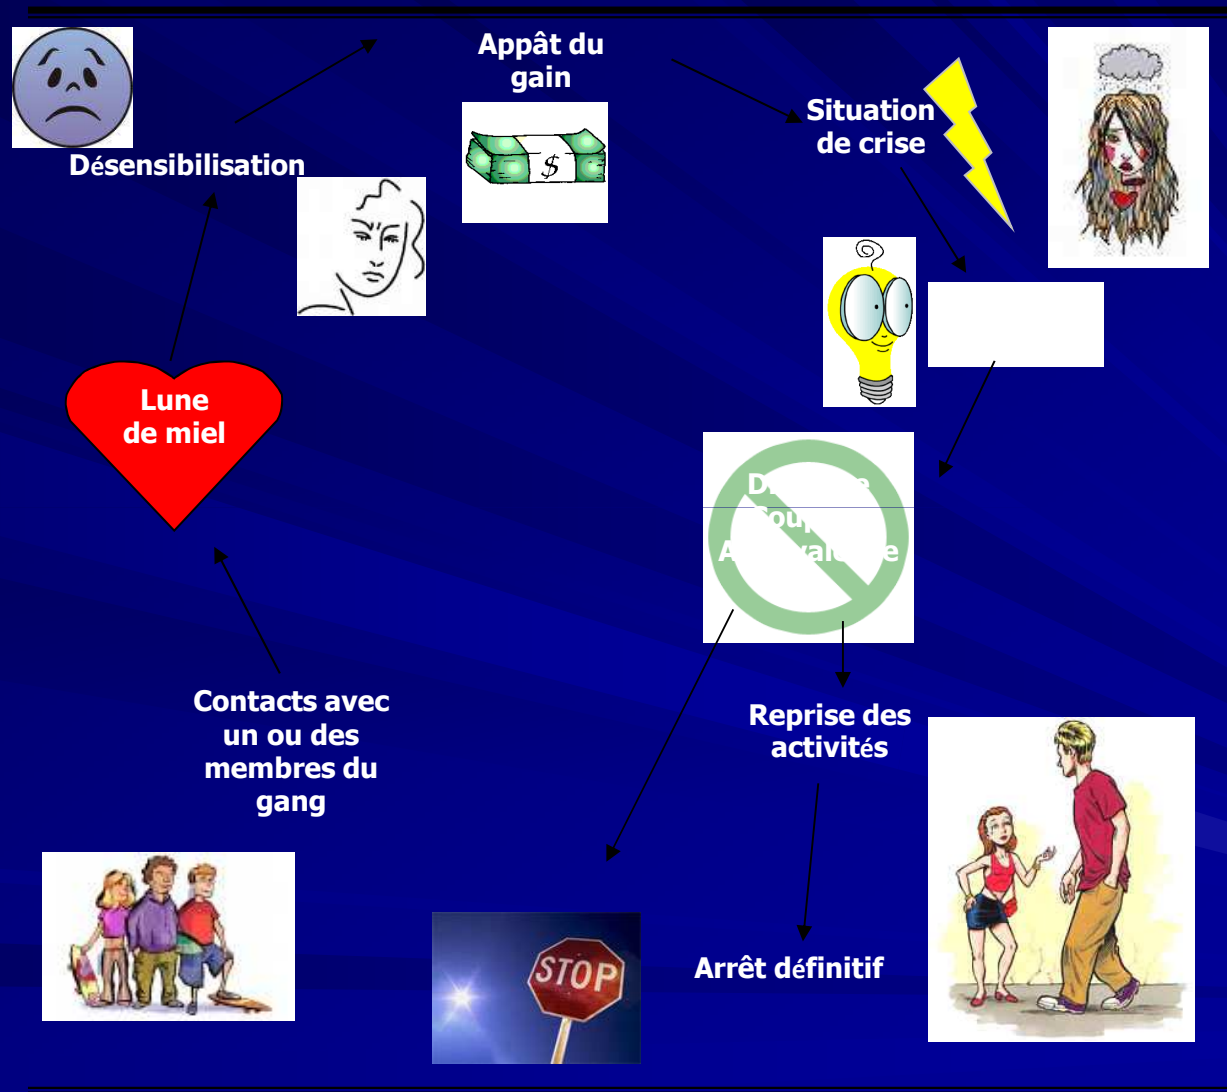 Appât du
gain
$
Situation
de crise
Désensibilisation
Lune
de miel
Contacts avec
un ou des
membres du
gang
Reprise des
activités
STOP
Arrêt définitif